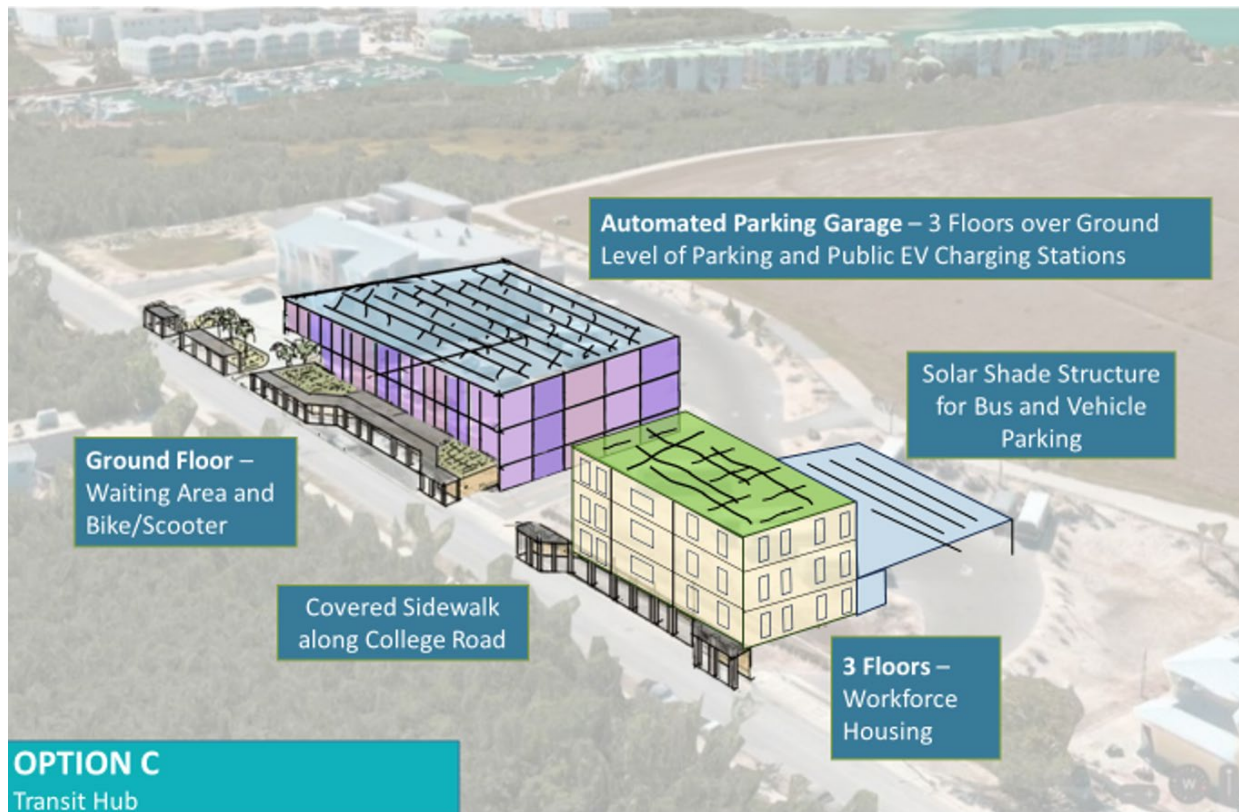 Automated Parking Garage – 3 Floors over Ground
Level of Parking and Public EV Charging Stations
Solar Shade Structure
for Bus and Vehicle
Parking
Ground Floor –
Waiting Area and
Bike/Scooter
Covered Sidewalk
along College Road
3 Floors –
Workforce
Housing
OPTION C
Transit Hub
W